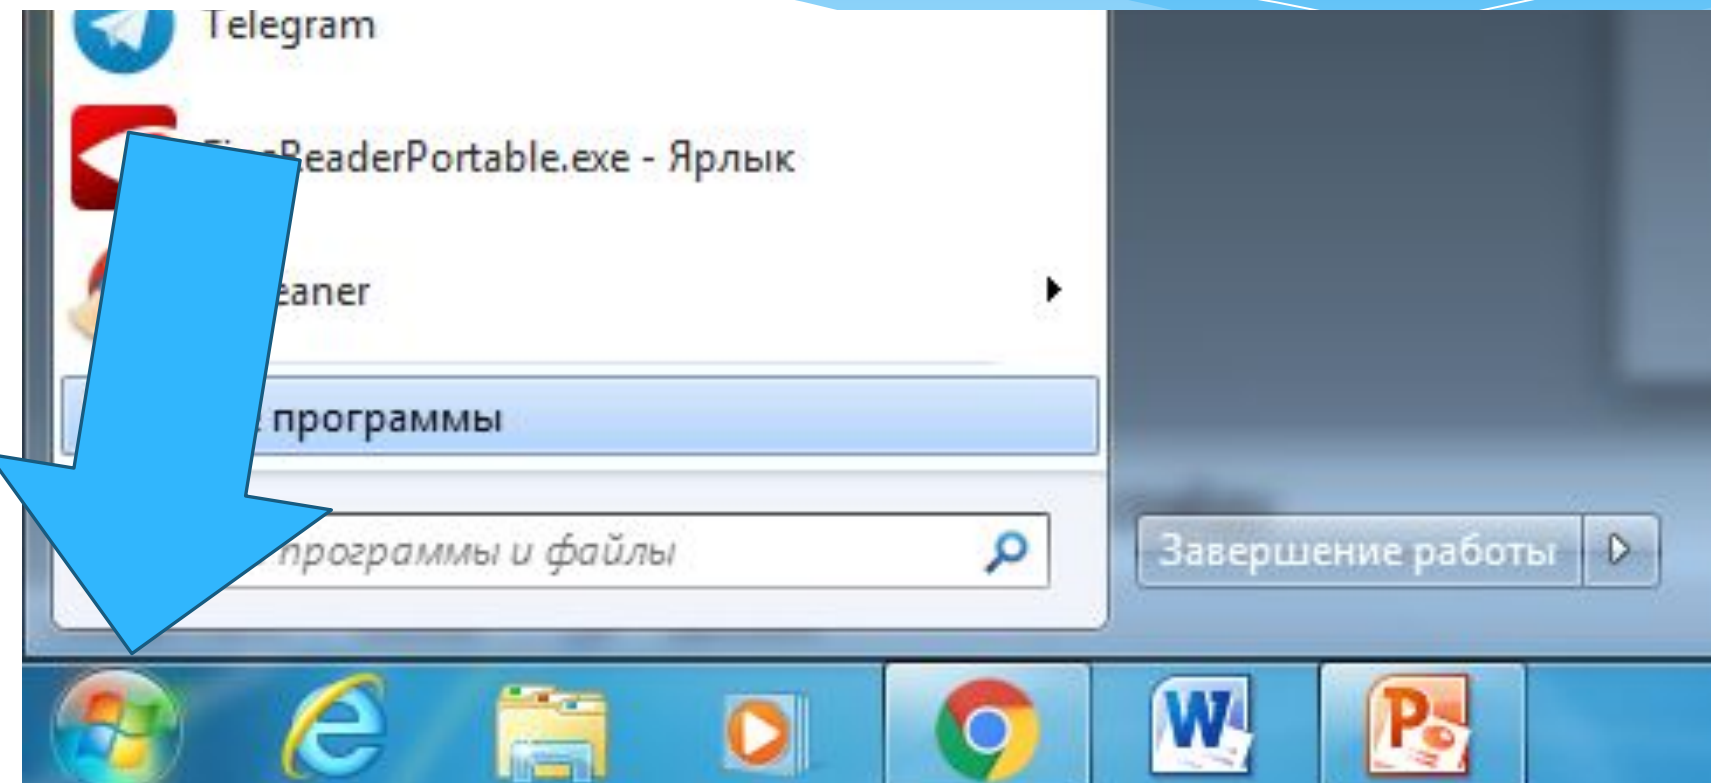 Telegram
ReaderPortable.exe - Ярлык
eaner
программы
программы и файлы
Завершение работы